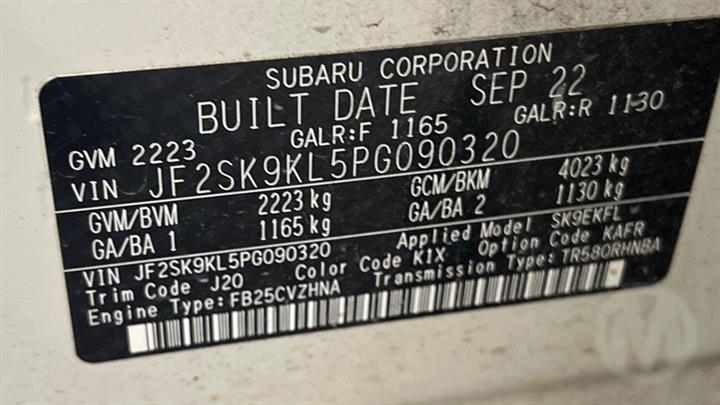 SUBARU CORPORATION
BUILT DATE SEP 22
GVM 2223 GALR:F 1165 GALR:R 1130
VIN JF2SK9KL5PG090320
GVM/BVM 2223 kg GCM/BKM 4023 kg
GA/BA 1 1165 kg GA/BA 2 1130 kg
VIN JF2SK9KL5PG090320 Applied Model SK9EKFL
Trim Code J20 Color Code K1X Option Code KAFR
Engine Type:FB25CVZHNA Transmission Type:TR580RHNBA
M